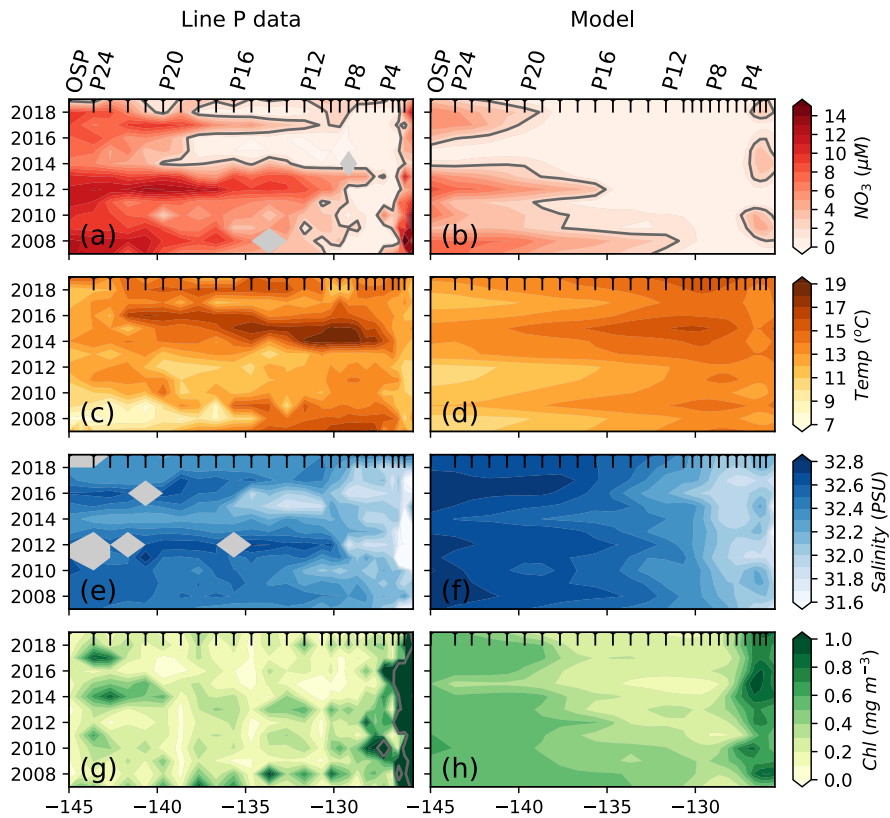 Line P data
Model
OSP P24 P20 P16 P12 P8 P4
OSP P24 P20 P16 P12 P8 P4
2018
2016
2014
2012
2010
2008
(a)
(b)
14
12
10
8
6
4
2
0
NO3 (μM)
2018
2016
2014
2012
2010
2008
(c)
(d)
19
17
15
13
11
9
7
Temp (°C)
2018
2016
2014
2012
2010
2008
(e)
(f)
32.8
32.6
32.4
32.2
32.0
31.8
31.6
Salinity (PSU)
2018
2016
2014
2012
2010
2008
(g)
(h)
1.0
0.8
0.6
0.4
0.2
0.0
Chl (mg m⁻³)
−145 −140 −135 −130
−145 −140 −135 −130